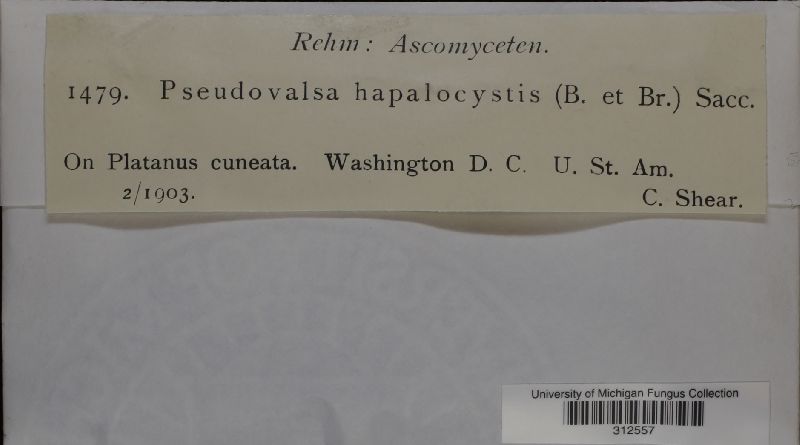 Rehm: Ascomyceten.
1479. Pseudovalsa hapalocystis (B. et Br.) Sacc.
On Platanus cuneata. Washington D. C. U. St. Am.
2/1903.
C. Shear.
University of Michigan Fungus Collection
312557